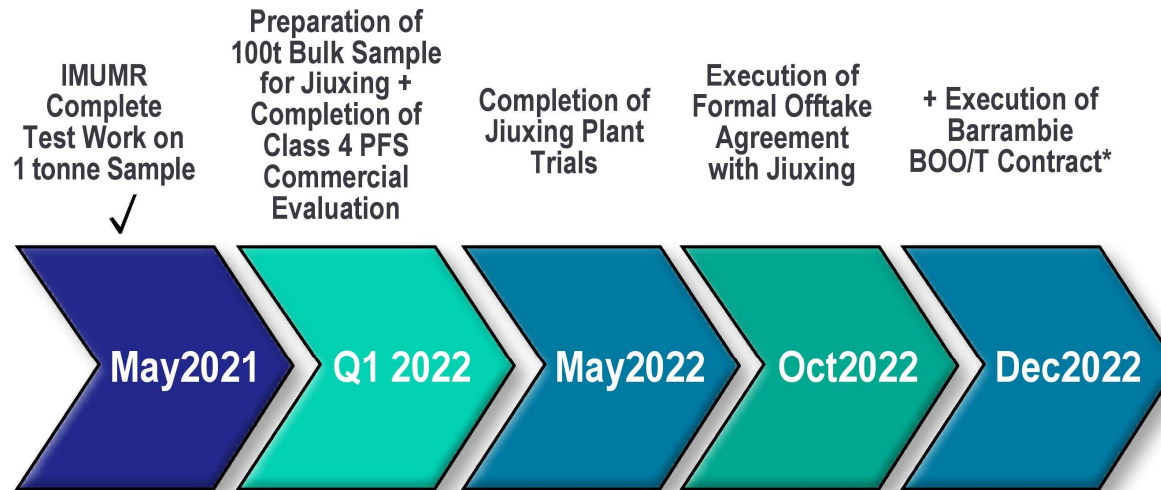 IMUMR
Complete
Test Work on
1 tonne Sample
Preparation of
100t Bulk Sample
for Jiuxing +
Completion of
Class 4 PFS
Commercial
Evaluation
Completion of
Jiuxing Plant
Trials
Execution of
Formal Offtake
Agreement
with Jiuxing
+ Execution of
Barrambie
BOO/T Contract*
May2021
Q1 2022
May2022
Oct2022
Dec2022